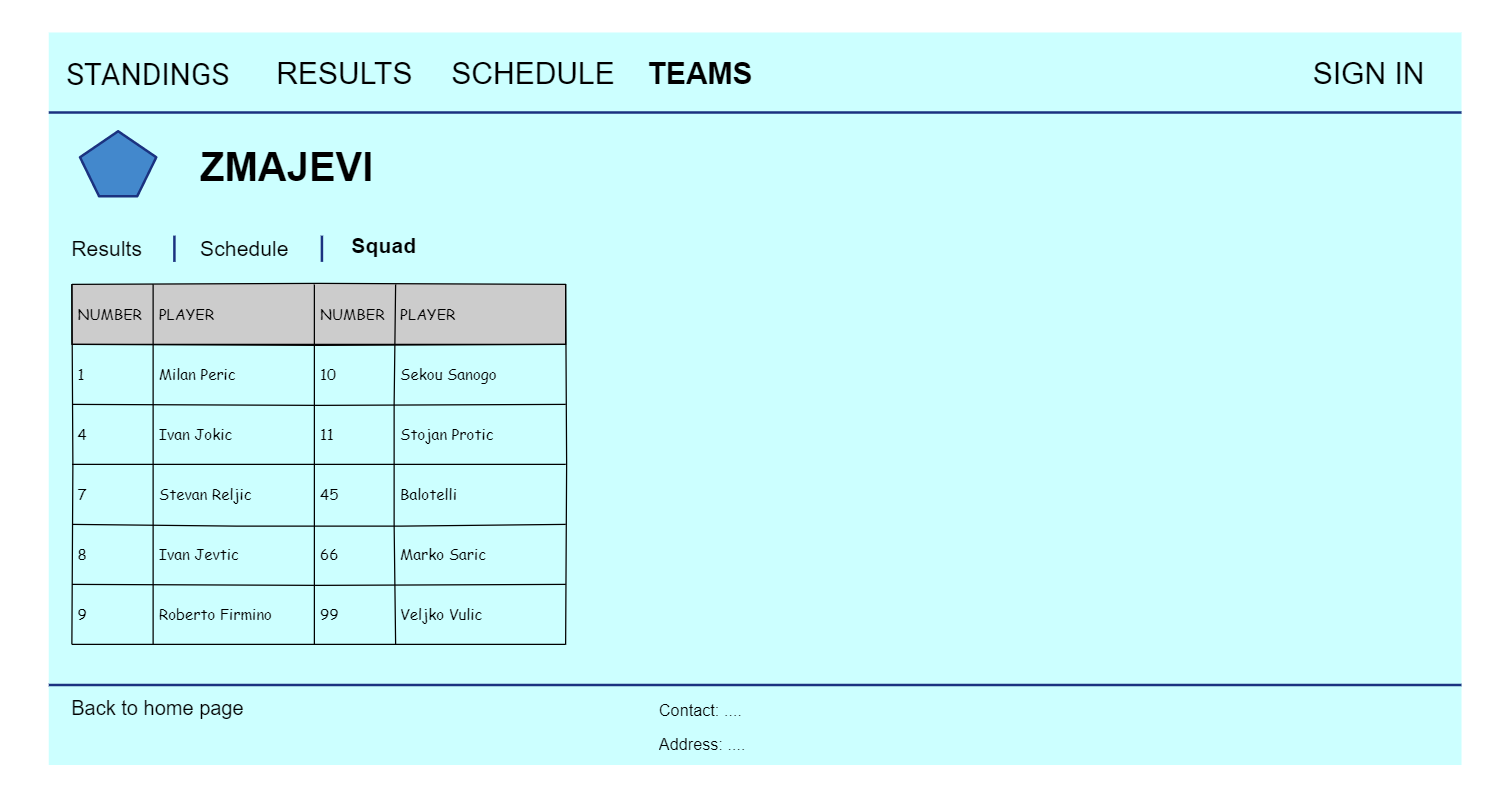 STANDINGS RESULTS SCHEDULE TEAMS SIGN IN
ZMAJEVI
Results Schedule Squad
NUMBER PLAYER NUMBER PLAYER
1 Milan Peric 10 Sekou Sanogo
4 Ivan Jokic 11 Stojan Protic
7 Stevan Reljic 45 Balotelli
8 Ivan Jevtic 66 Marko Saric
9 Roberto Firmino 99 Veljko Vulic
Back to home page Contact: ....
Address: ....